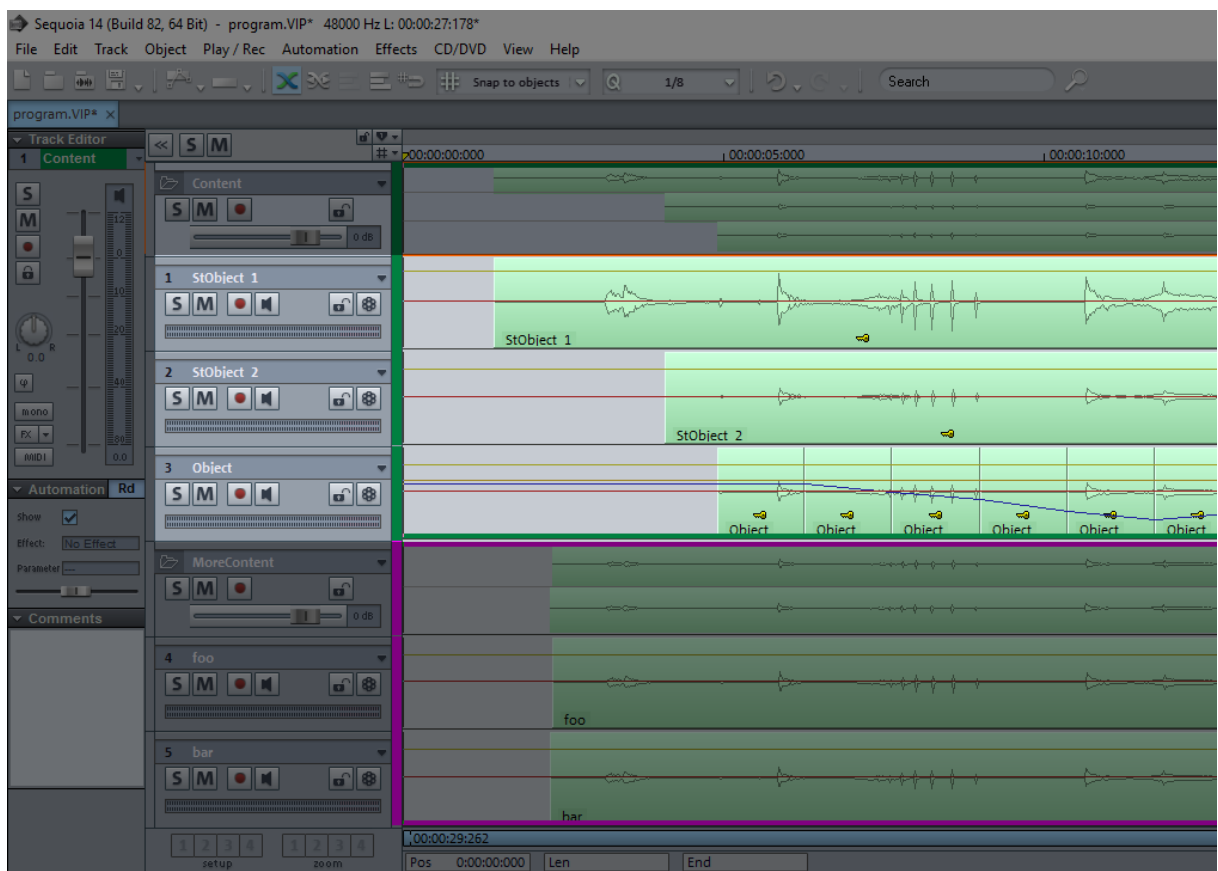 Sequoia 14 (Build 82, 64 Bit) - program.VIP* 48000 Hz L: 00:00:27:178*
File Edit Track Object Play / Rec Automation Effects CD/DVD View Help
Snap to objects Q 1/8 Search
program.VIP*
Track Editor
1 Content
S
M
12
0
10
20
L R
0.0
40
mono
FX
80
MIDI 0.0
Automation Rd
Show
Effect: No Effect
Parameter ---
Comments
<< S M
00:00:00:000 00:00:05:000 00:00:10:000
Content
S M
0 dB
1 StObject 1
S M
StObject 1
2 StObject 2
S M
StObject 2
3 Object
S M
Object Object Object Object Object Object
MoreContent
S M
0 dB
4 foo
S M
foo
5 bar
S M
bar
00:00:29:262
1 2 3 4 1 2 3 4
setup zoom
Pos 0:00:00:000 Len End